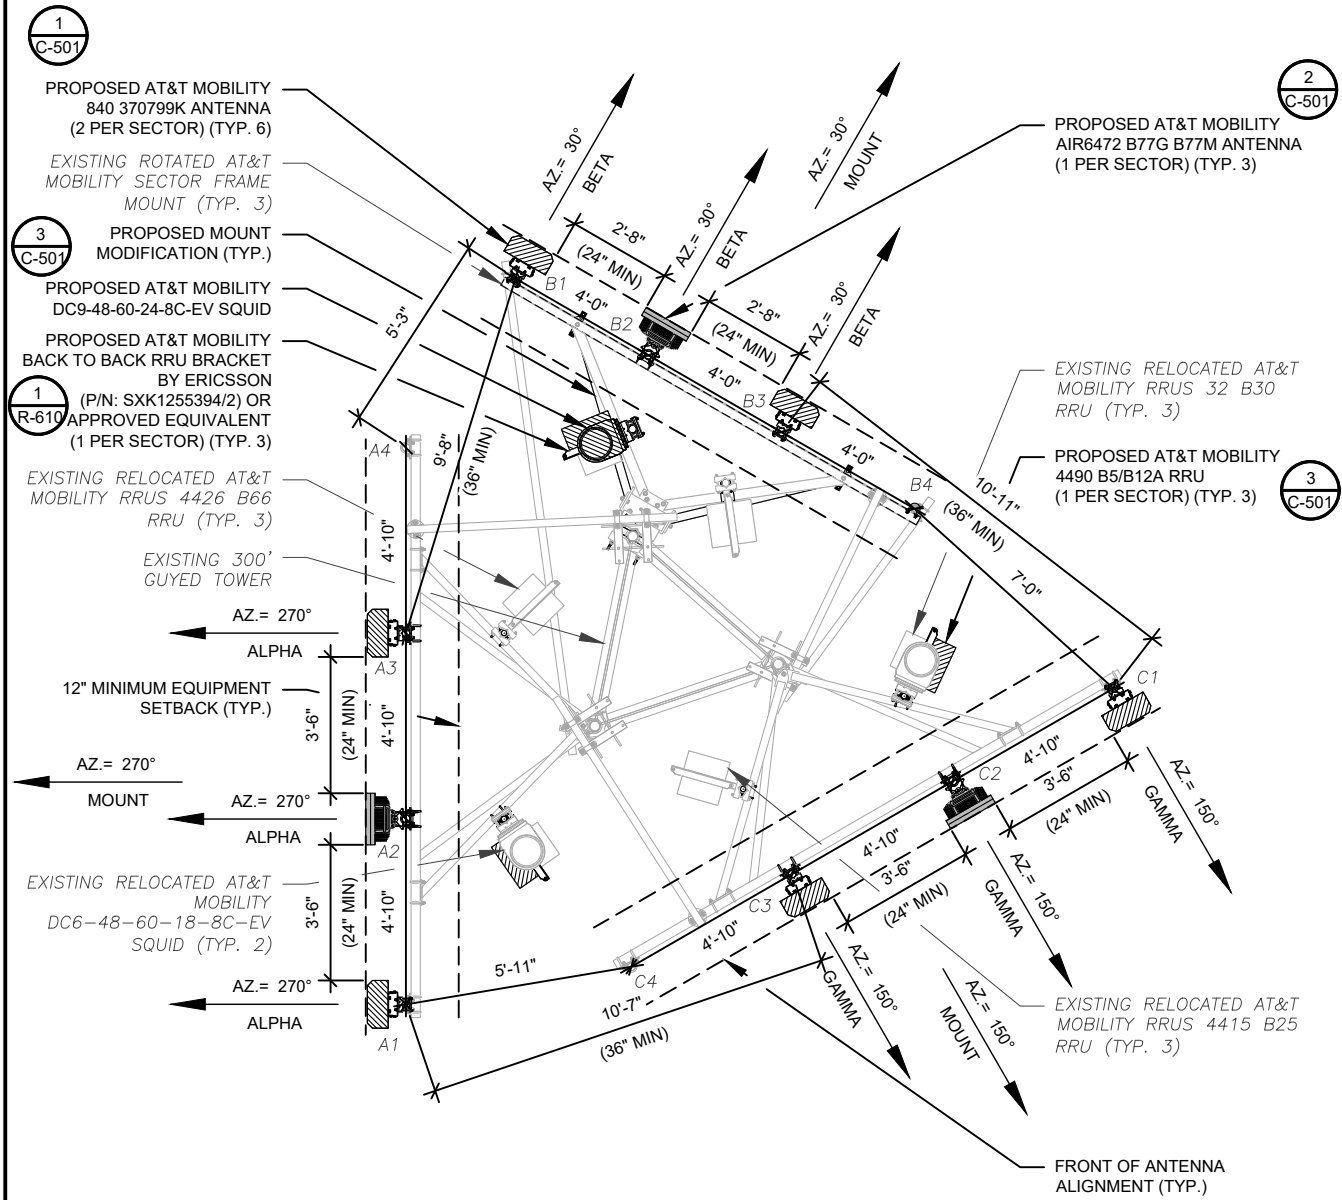 1
C-501
PROPOSED AT&T MOBILITY
840 370799K ANTENNA
(2 PER SECTOR) (TYP. 6)
EXISTING ROTATED AT&T
MOBILITY SECTOR FRAME
MOUNT (TYP. 3)
3
C-501
PROPOSED MOUNT
MODIFICATION (TYP.)
PROPOSED AT&T MOBILITY
DC9-48-60-24-8C-EV SQUID
PROPOSED AT&T MOBILITY
BACK TO BACK RRU BRACKET
BY ERICSSON
(P/N: SXK1255394/2) OR
APPROVED EQUIVALENT
(1 PER SECTOR) (TYP. 3)
1
R-610
EXISTING RELOCATED AT&T
MOBILITY RRUS 4426 B66
RRU (TYP. 3)
EXISTING 300'
GUYED TOWER
AZ.= 270°
ALPHA
12" MINIMUM EQUIPMENT
SETBACK (TYP.)
AZ.= 270°
MOUNT
AZ.= 270°
ALPHA
EXISTING RELOCATED AT&T
MOBILITY
DC6-48-60-18-8C-EV
SQUID (TYP. 2)
AZ.= 270°
ALPHA
A4
4'-10"
A3
3'-6"
(24" MIN)
4'-10"
A2
3'-6"
(24" MIN)
4'-10"
A1
5'-3"
9'-8"
(36" MIN)
AZ.= 30°
BETA
AZ.= 30°
BETA
AZ.= 30°
MOUNT
AZ.= 30°
BETA
B1
2'-8"
(24" MIN)
4'-0"
B2
2'-8"
(24" MIN)
4'-0"
B3
4'-0"
B4
10'-11"
(36" MIN)
7'-0"
2
C-501
PROPOSED AT&T MOBILITY
AIR6472 B77G B77M ANTENNA
(1 PER SECTOR) (TYP. 3)
EXISTING RELOCATED AT&T
MOBILITY RRUS 32 B30
RRU (TYP. 3)
PROPOSED AT&T MOBILITY
4490 B5/B12A RRU
(1 PER SECTOR) (TYP. 3)
3
C-501
C1
4'-10"
3'-6"
(24" MIN)
C2
4'-10"
3'-6"
(24" MIN)
C3
4'-10"
C4
5'-11"
10'-7"
(36" MIN)
AZ.= 150°
GAMMA
AZ.= 150°
GAMMA
AZ.= 150°
GAMMA
AZ.= 150°
MOUNT
EXISTING RELOCATED AT&T
MOBILITY RRUS 4415 B25
RRU (TYP. 3)
FRONT OF ANTENNA
ALIGNMENT (TYP.)